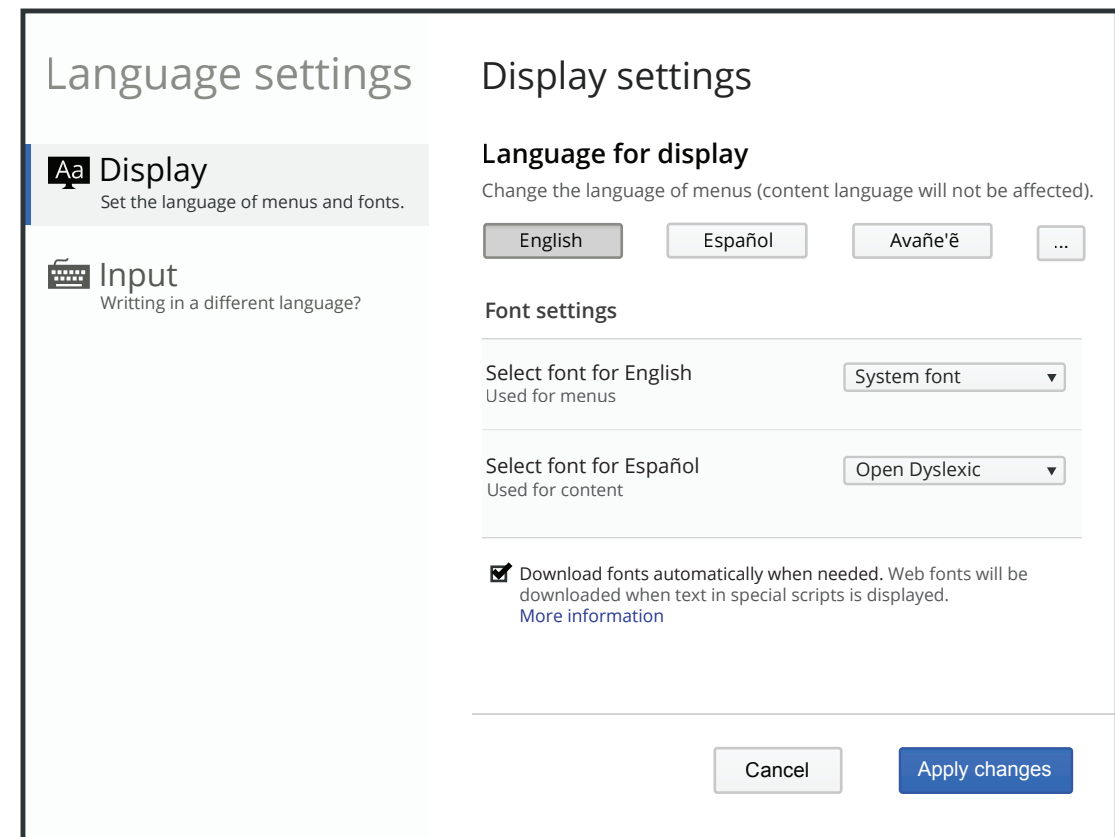 Language settings
Aa Display
Set the language of menus and fonts.
Input
Writting in a different language?
Display settings
Language for display
Change the language of menus (content language will not be affected).
English Español Avañe'ẽ ...
Font settings
Select font for English System font
Used for menus
Select font for Español Open Dyslexic
Used for content
Download fonts automatically when needed. Web fonts will be
downloaded when text in special scripts is displayed.
More information
Cancel Apply changes